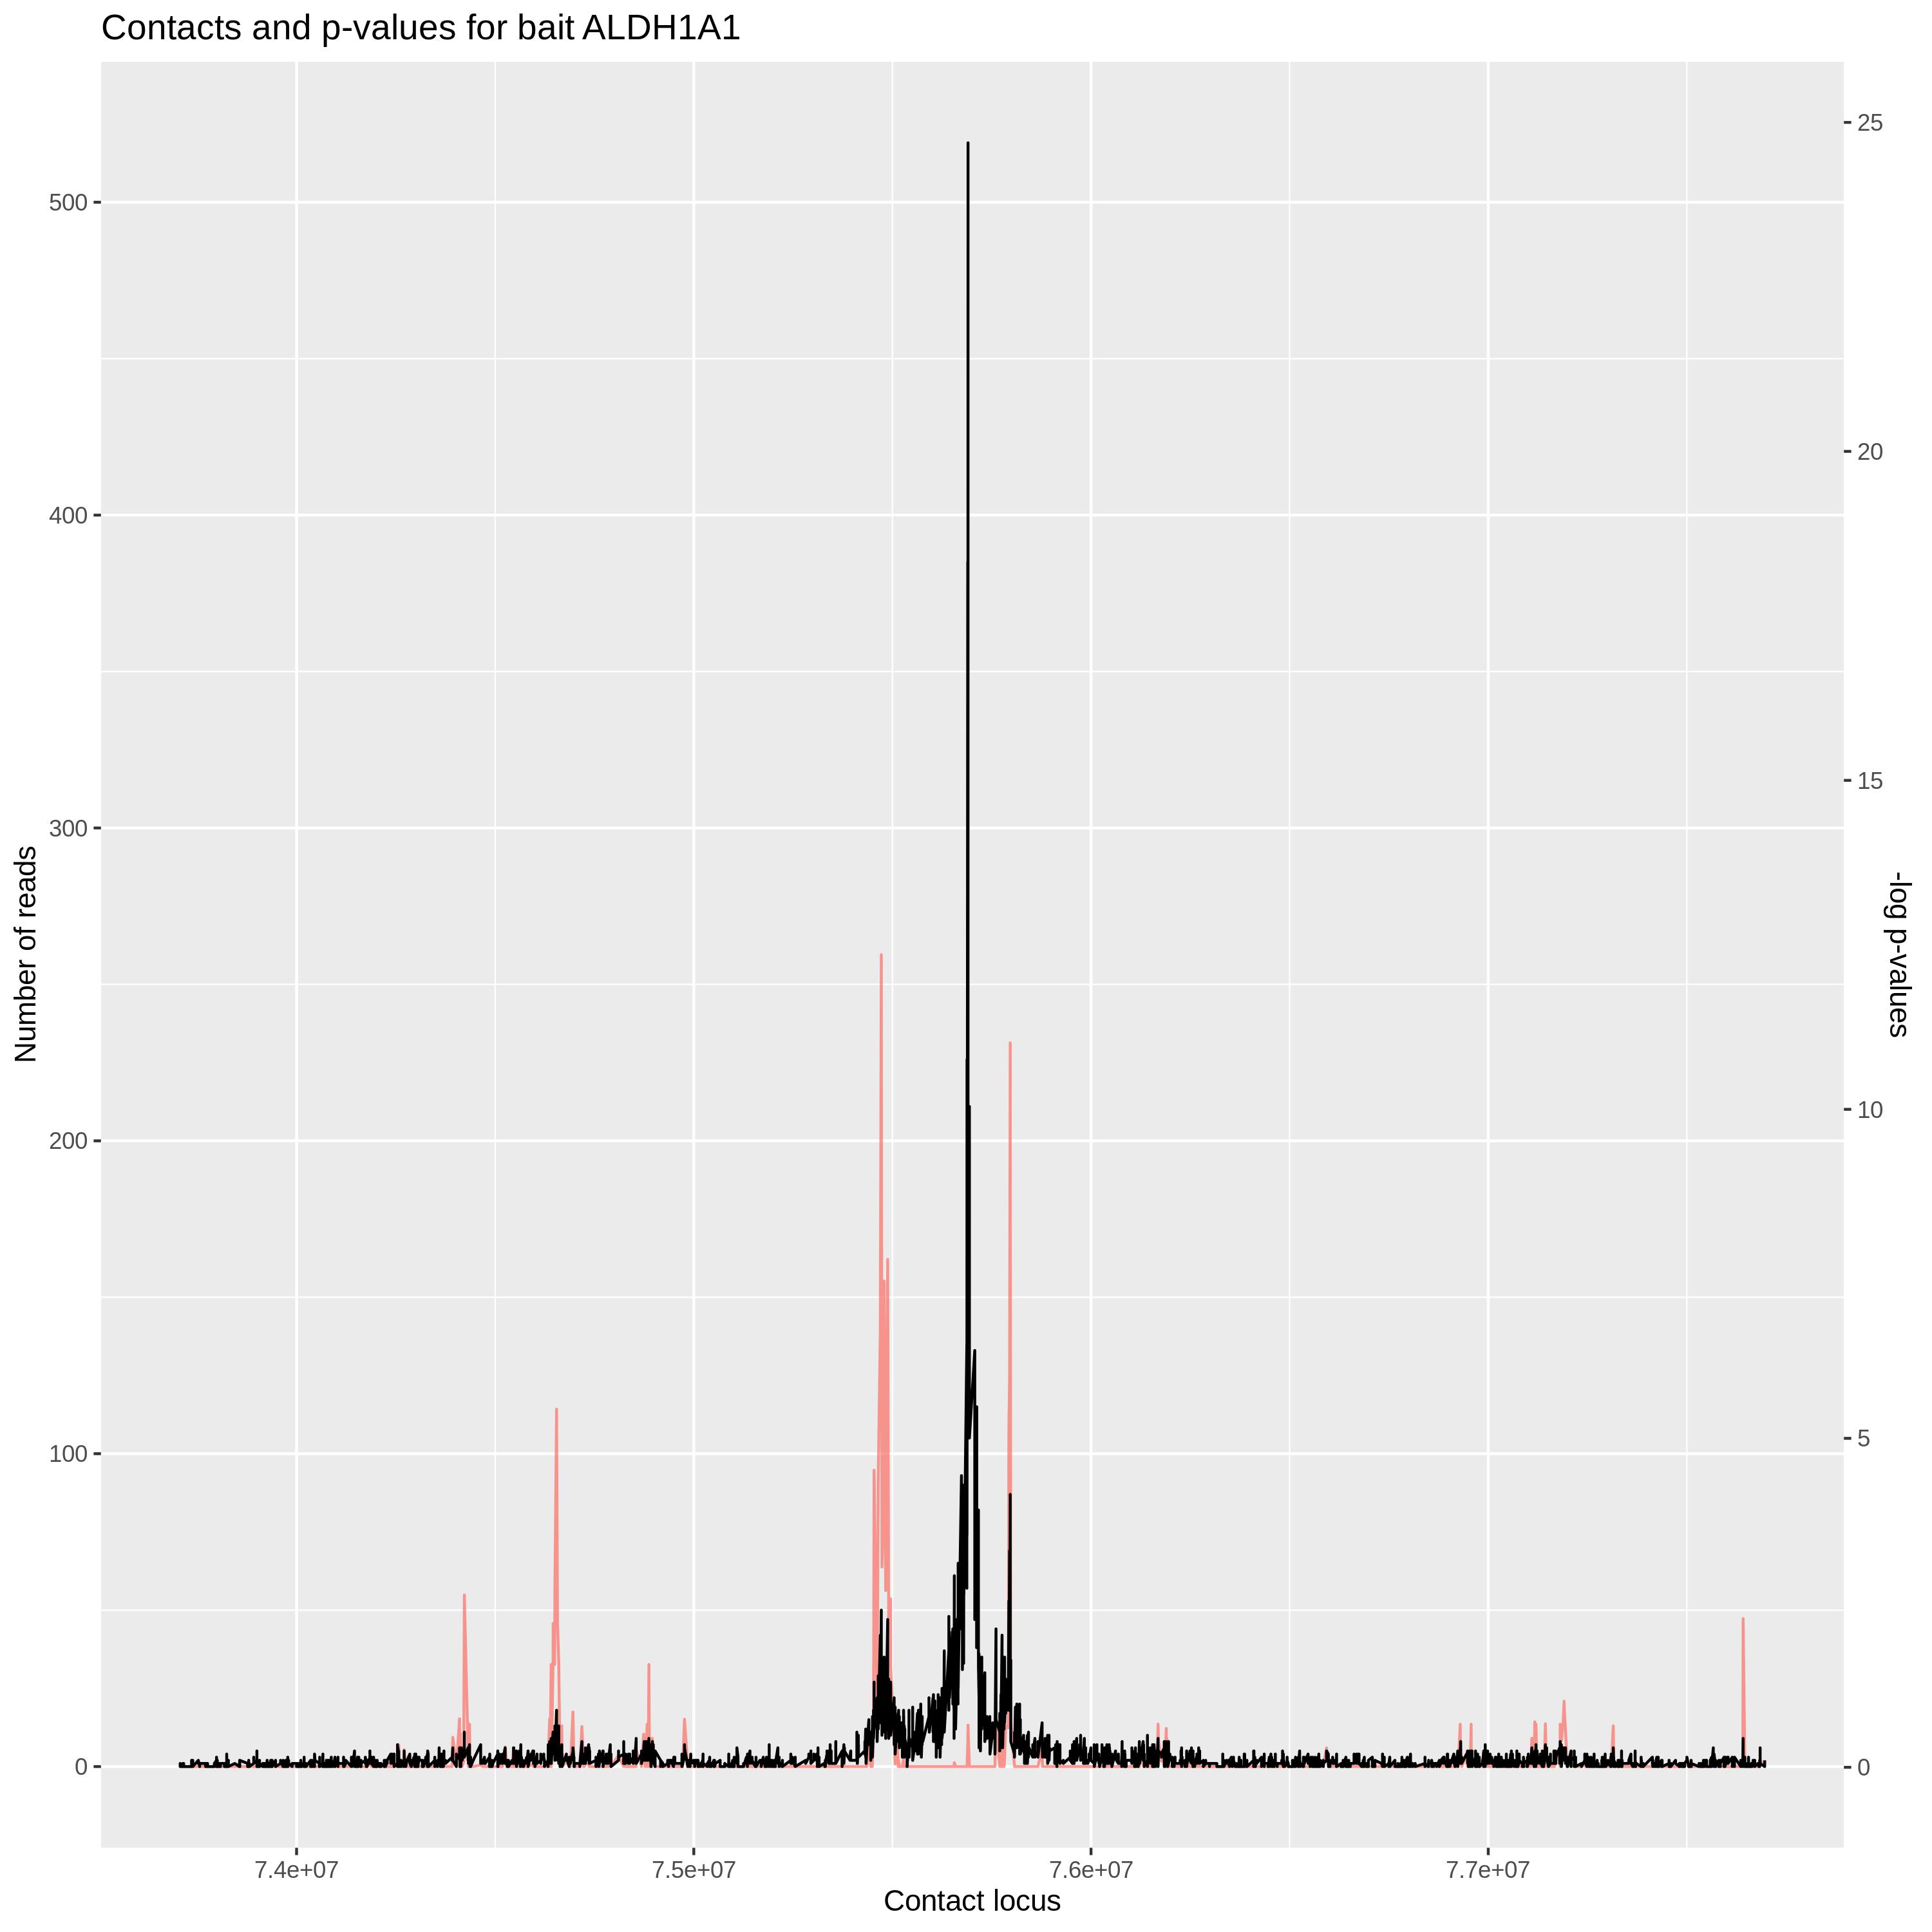 Contacts and p-values for bait ALDH1A1
Number of reads
500
400
300
200
100
0
25
20
15
10
5
0
-log p-values
7.4e+07 7.5e+07 7.6e+07 7.7e+07
Contact locus